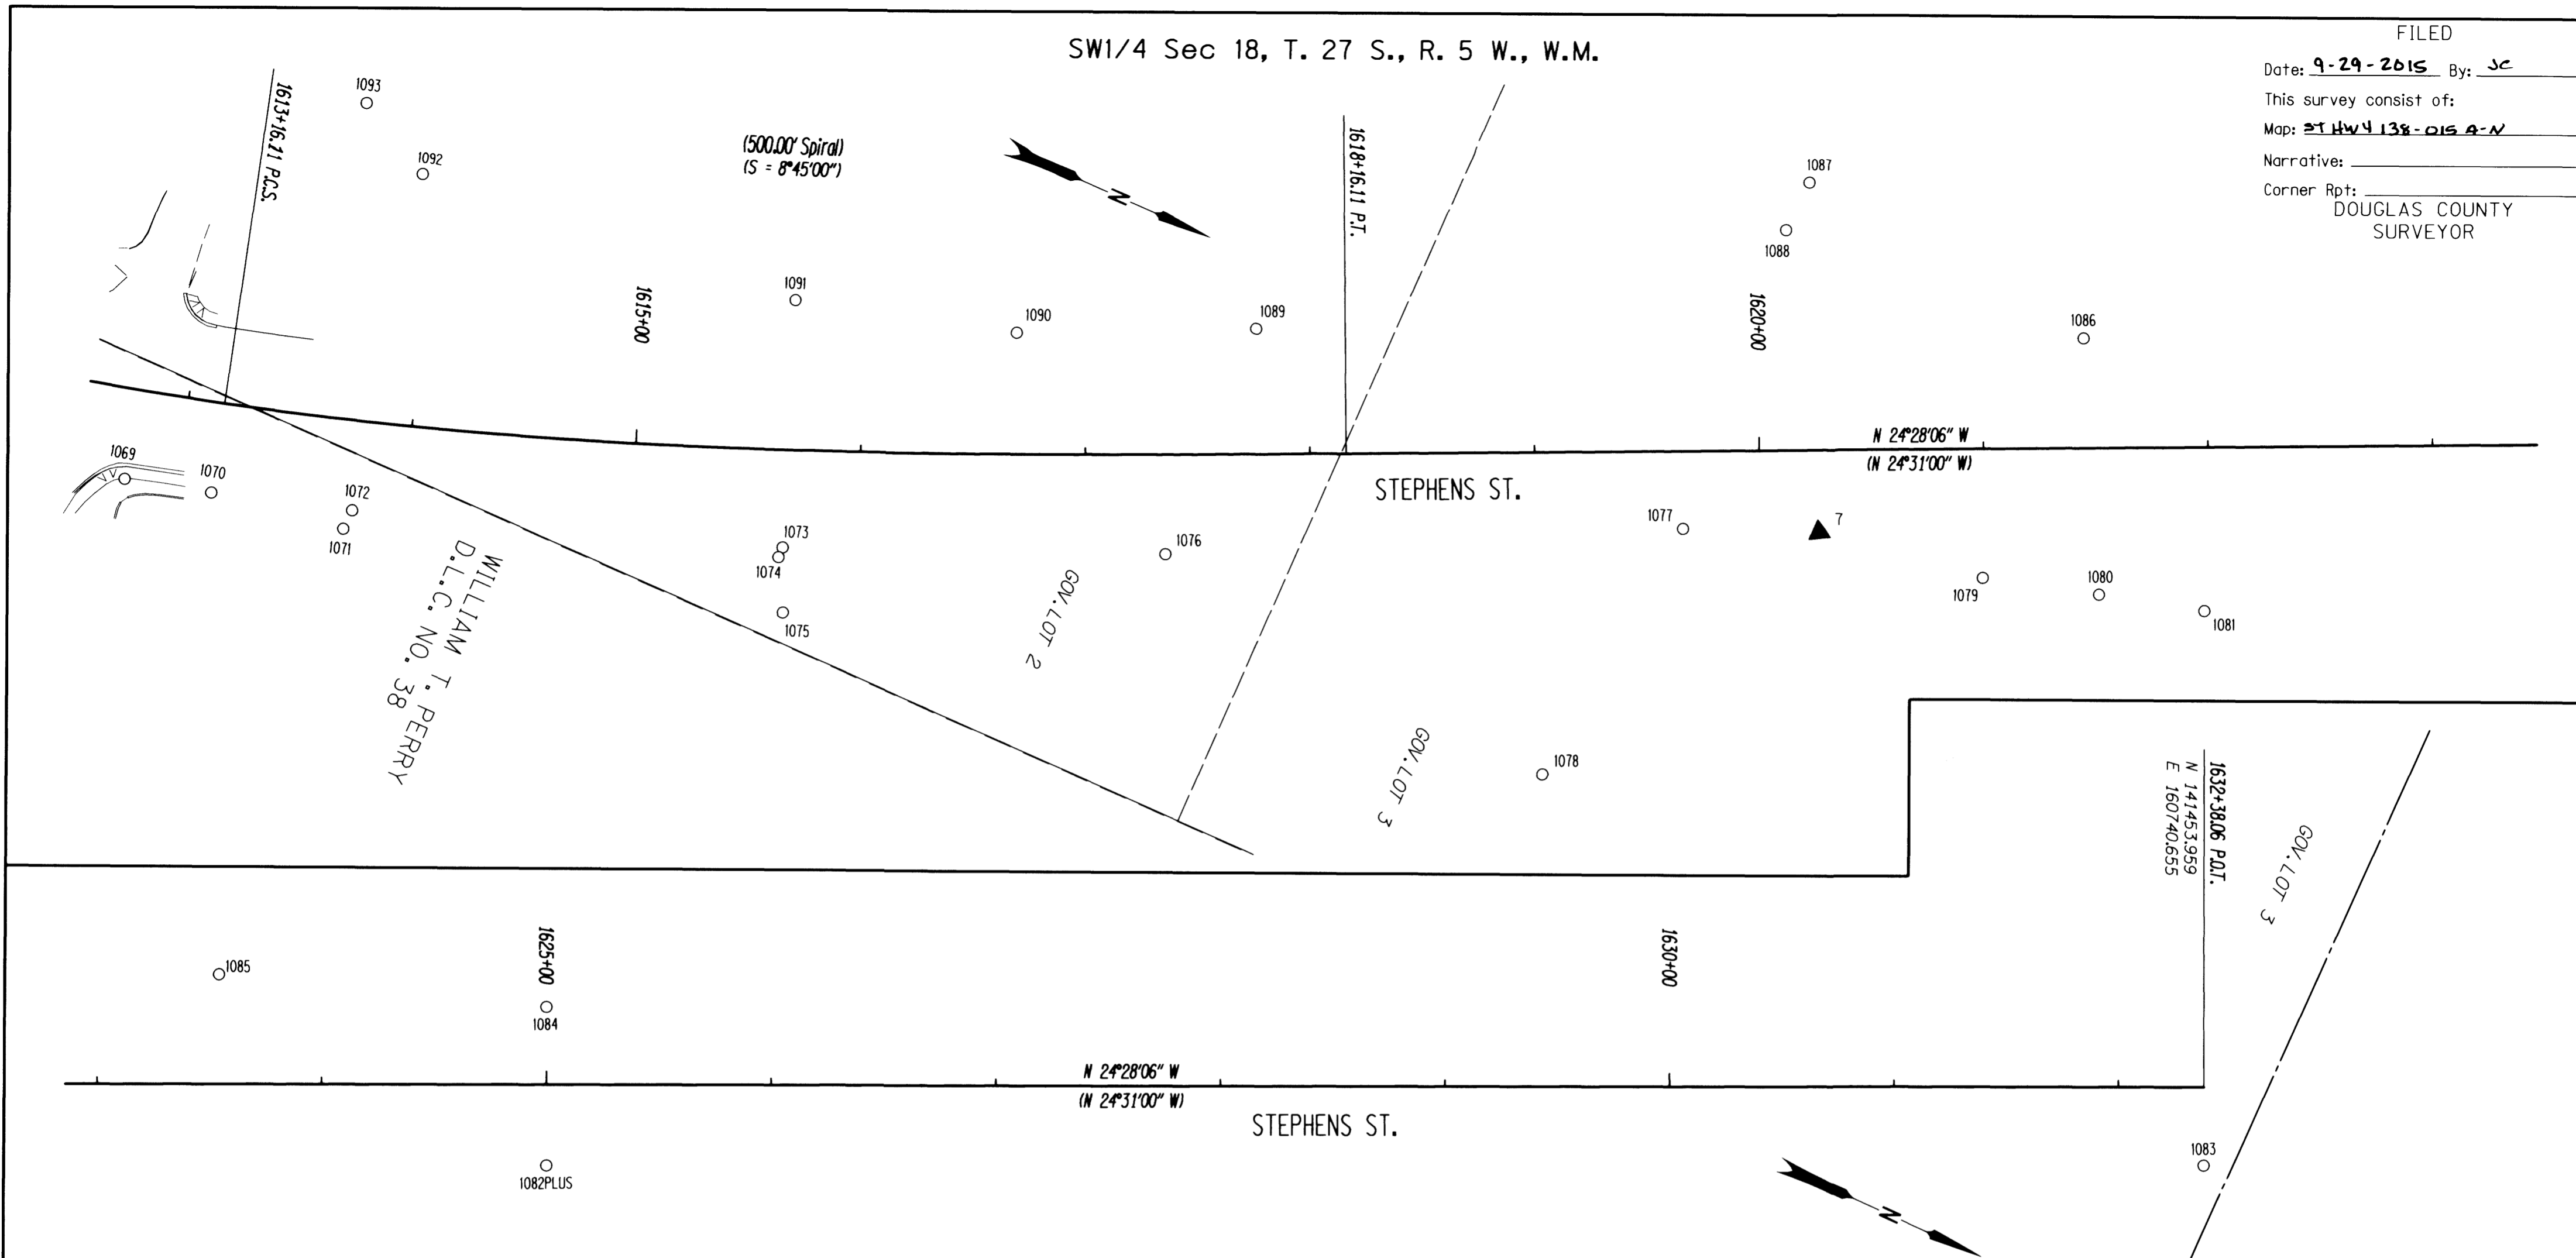 SW1/4 Sec 18, T. 27 S., R. 5 W., W.M.
FILED
Date: 9-29-2015 By: JC
This survey consist of:
Map: ST HWY 138-015 A-N
Narrative:
Corner Rpt:
DOUGLAS COUNTY
SURVEYOR
1613+16.11 P.C.S.
1093
1092
(500.00' Spiral)
(S = 8°45'00")
N
1618+16.11 P.T.
1087
1088
1091
1615+00
1090
1089
1620+00
1086
N 24°28'06" W
(N 24°31'00" W)
STEPHENS ST.
1069
1070
1072
1071
1073
1074
1075
1076
1077
7
1079
1080
1081
WILLIAM T. PERRY
D.L.C. NO. 38
GOV. LOT 2
GOV. LOT 3
1078
1632+38.06 P.O.T.
N 141453.959
E 160740.655
GOV. LOT 3
1085
1625+00
1084
1630+00
N 24°28'06" W
(N 24°31'00" W)
STEPHENS ST.
1082PLUS
1083
N